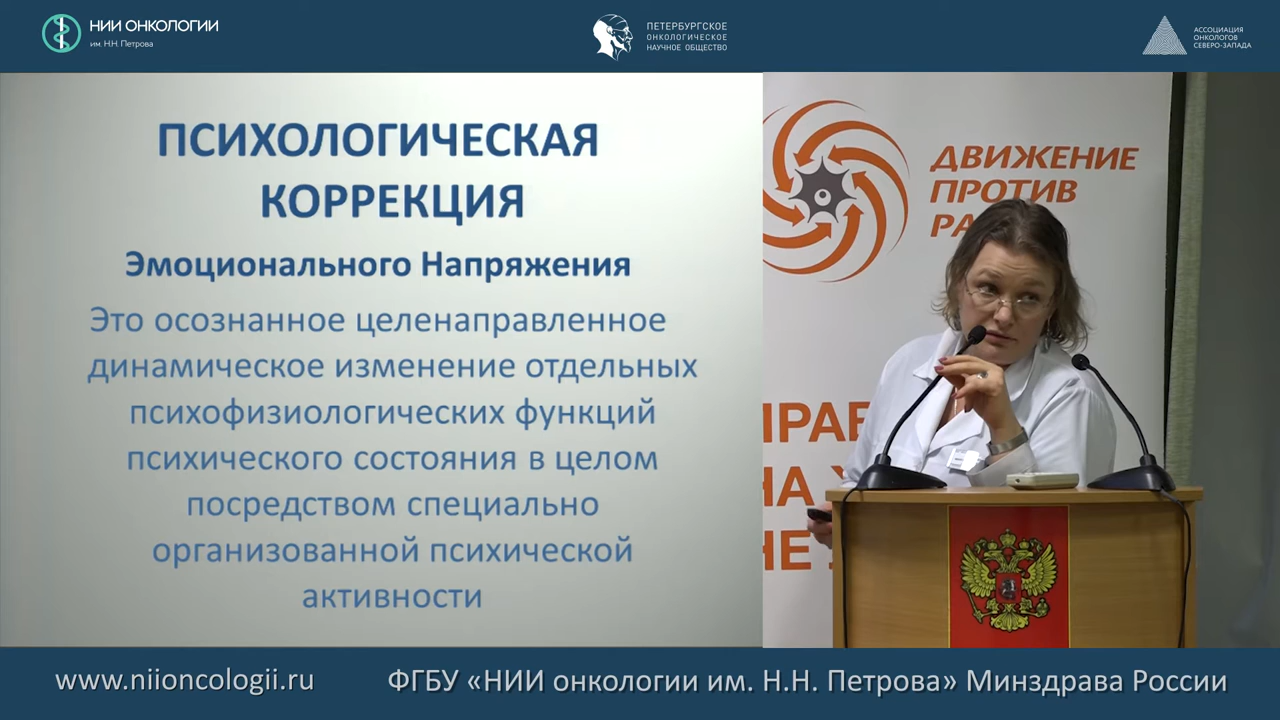 НИИ ОНКОЛОГИИ
им. Н.Н. Петрова
ПЕТЕРБУРГСКОЕ
ОНКОЛОГИЧЕСКОЕ
НАУЧНОЕ ОБЩЕСТВО
АССОЦИАЦИЯ
ОНКОЛОГОВ
СЕВЕРО-ЗАПАДА
ПСИХОЛОГИЧЕСКАЯ
КОРРЕКЦИЯ
Эмоционального Напряжения
Это осознанное целенаправленное
динамическое изменение отдельных
психофизиологических функций
психического состояния в целом
посредством специально
организованной психической
активности
ДВИЖЕНИЕ
ПРОТИВ
НЕ
www.niioncologii.ru
ФГБУ «НИИ онкологии им. Н.Н. Петрова» Минздрава России